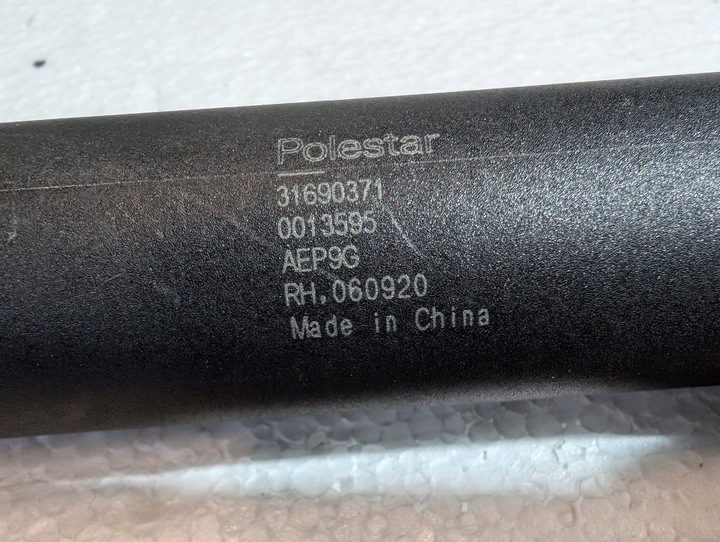 Polestar
31690371
0013595
AEP9G
RH.060920
Made in China